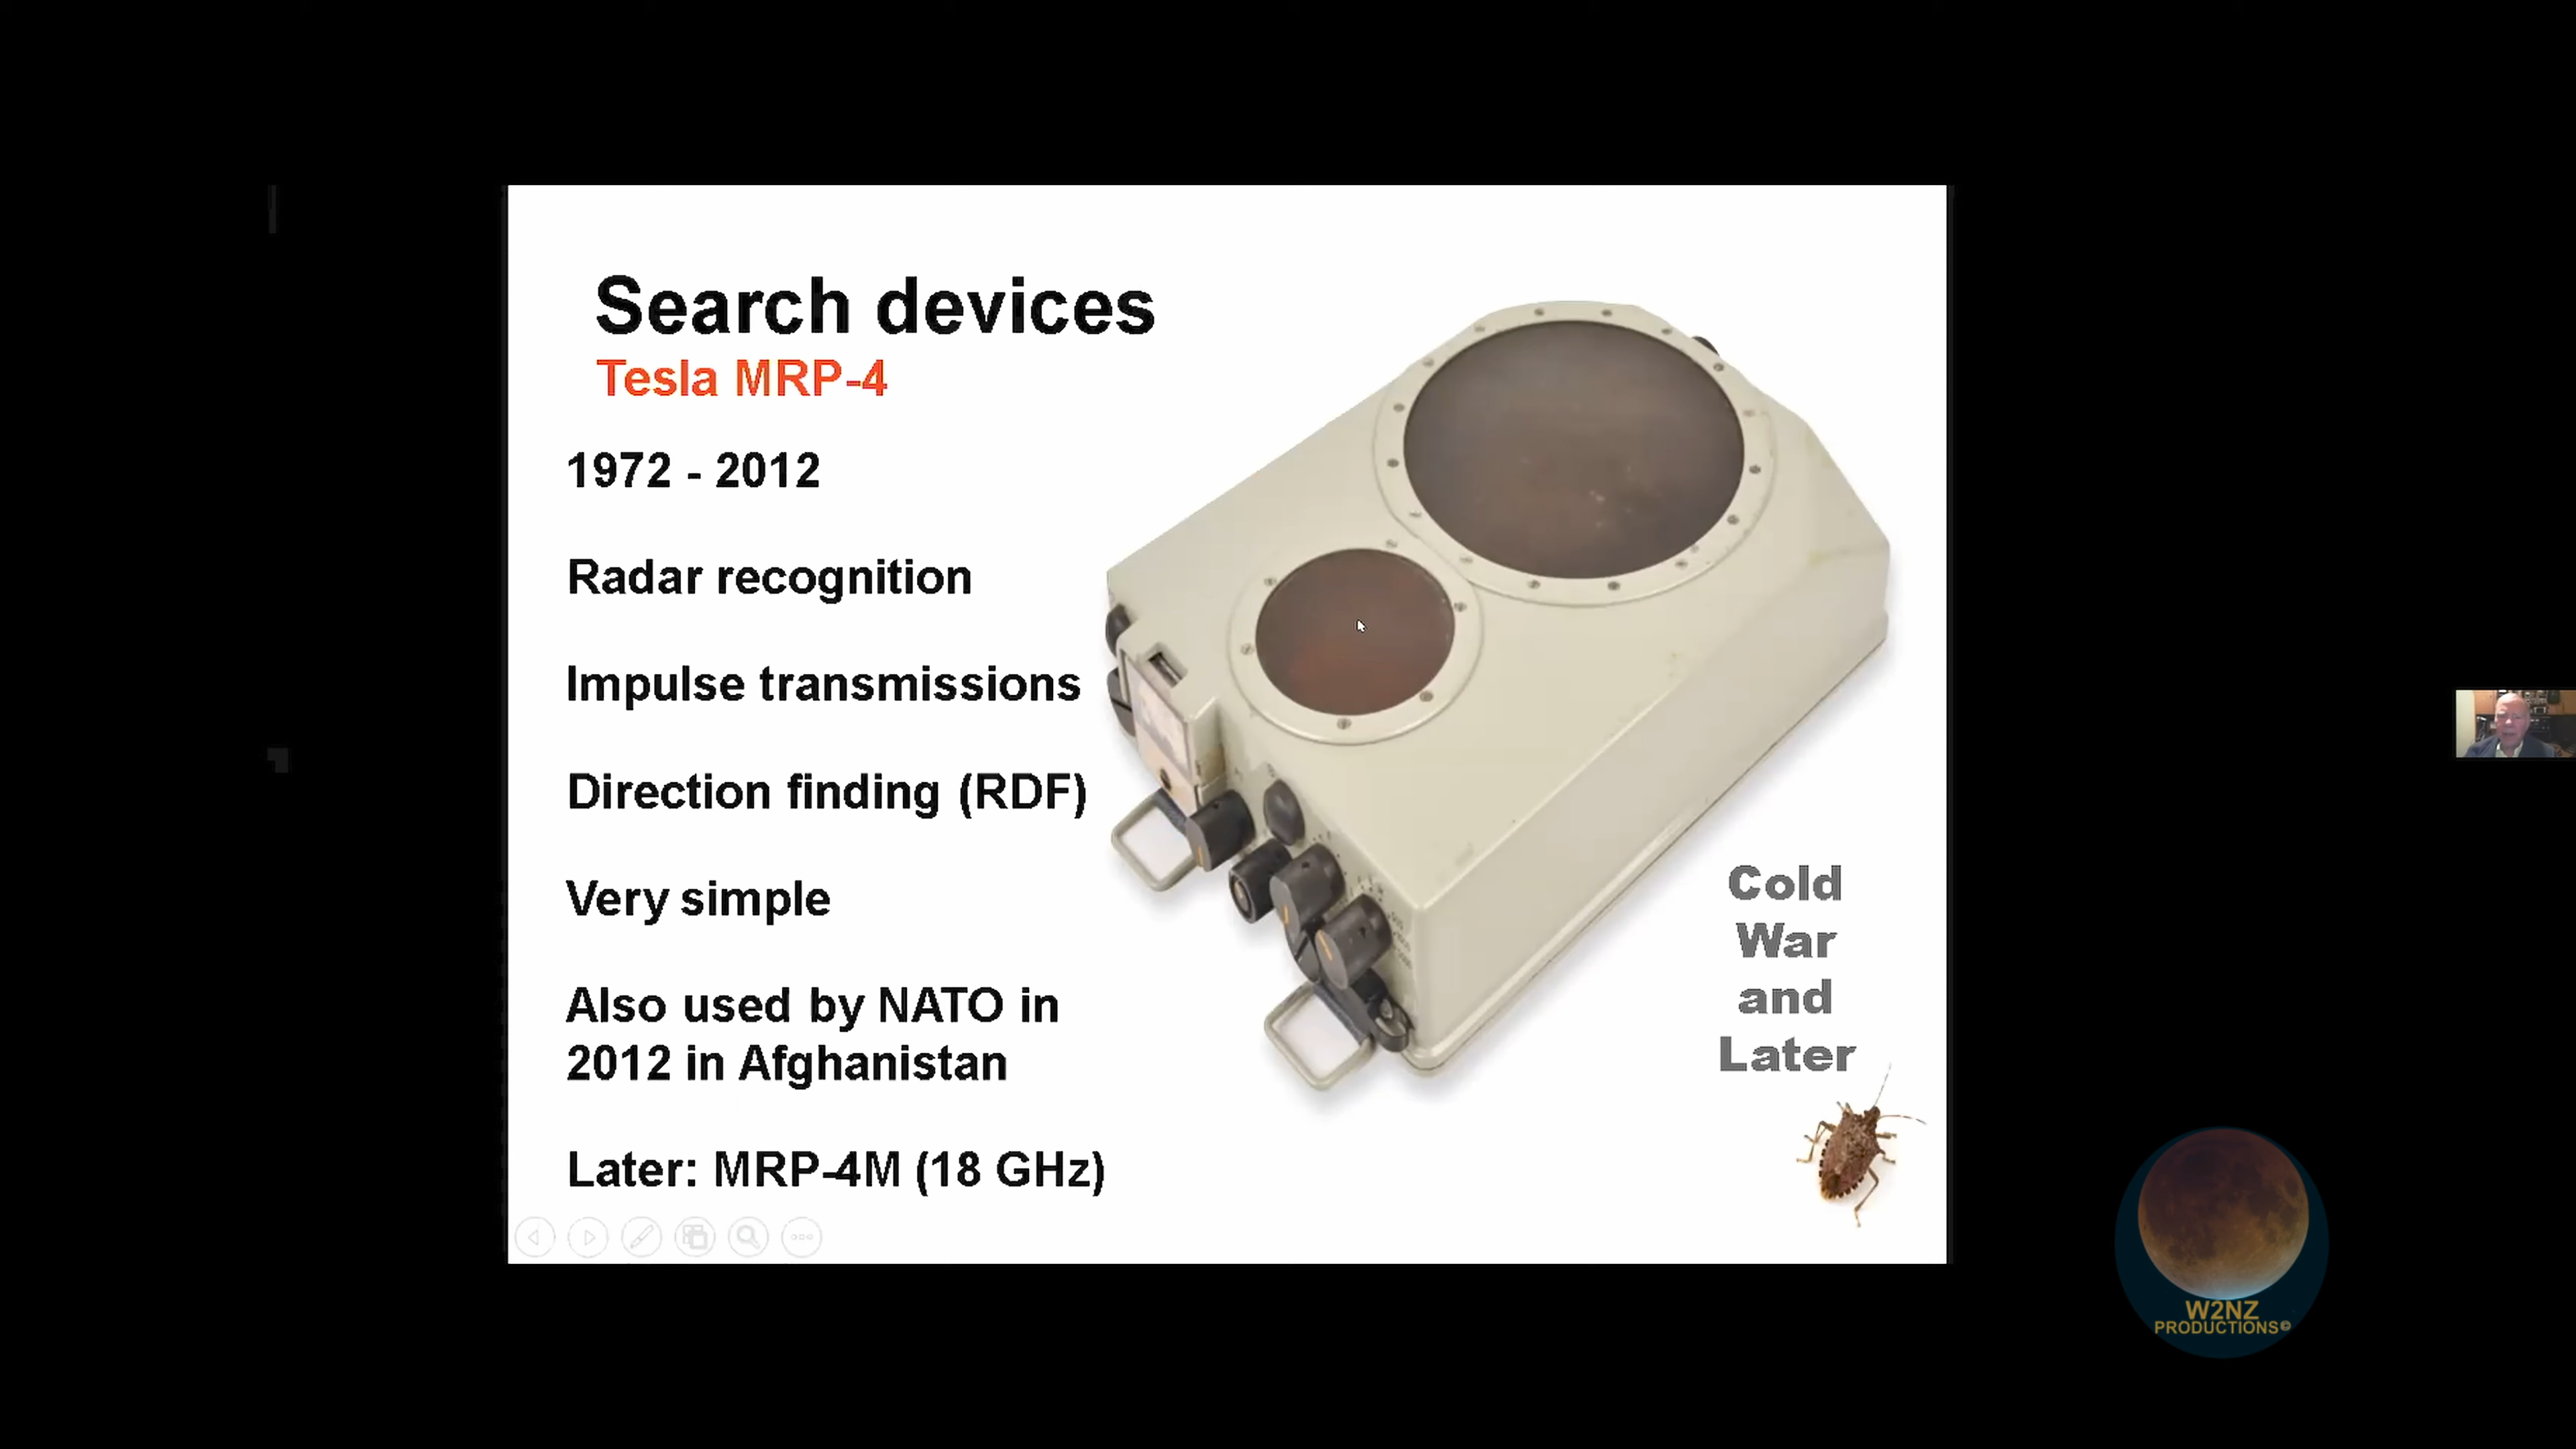 Search devices
Tesla MRP-4
1972 - 2012
Radar recognition
Impulse transmissions
Direction finding (RDF)
Very simple
Also used by NATO in
2012 in Afghanistan
Later: MRP-4M (18 GHz)
Cold
War
and
Later
W2NZ
PRODUCTIONS©